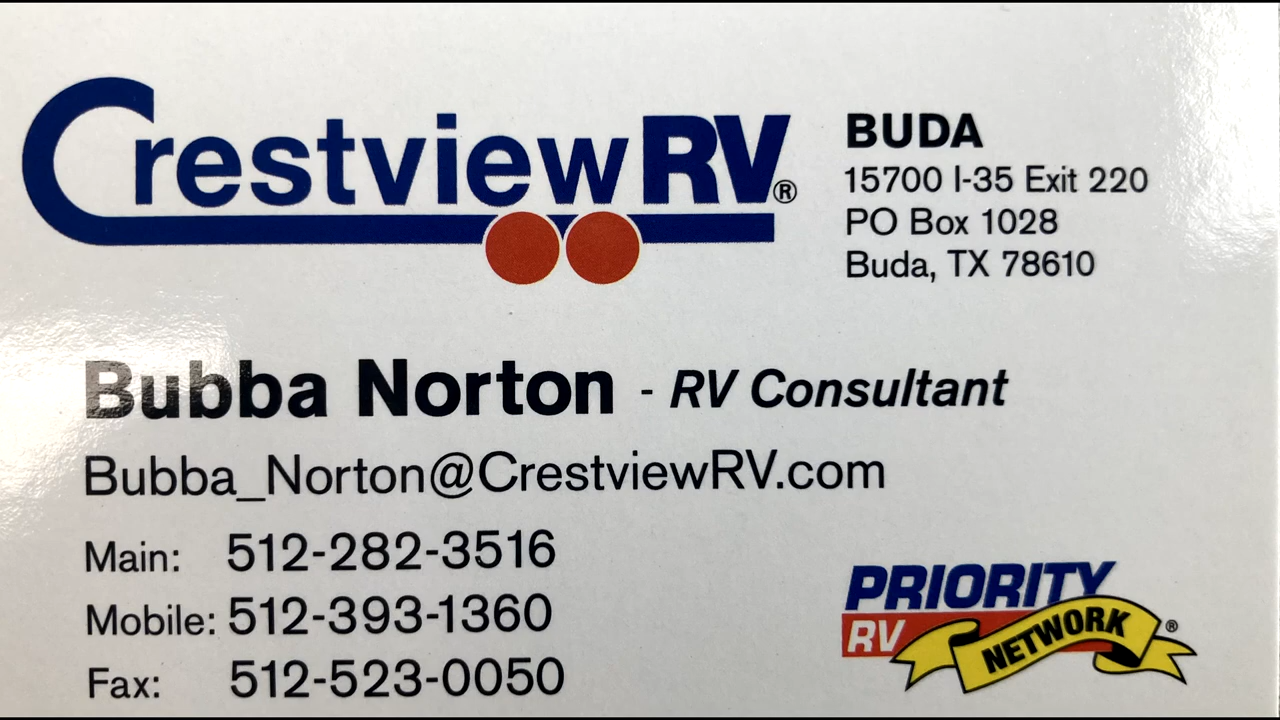 CrestviewRV®
BUDA
15700 I-35 Exit 220
PO Box 1028
Buda, TX 78610
Bubba Norton - RV Consultant
Bubba_Norton@CrestviewRV.com
Main: 512-282-3516
Mobile: 512-393-1360
Fax: 512-523-0050
PRIORITY
RV NETWORK®